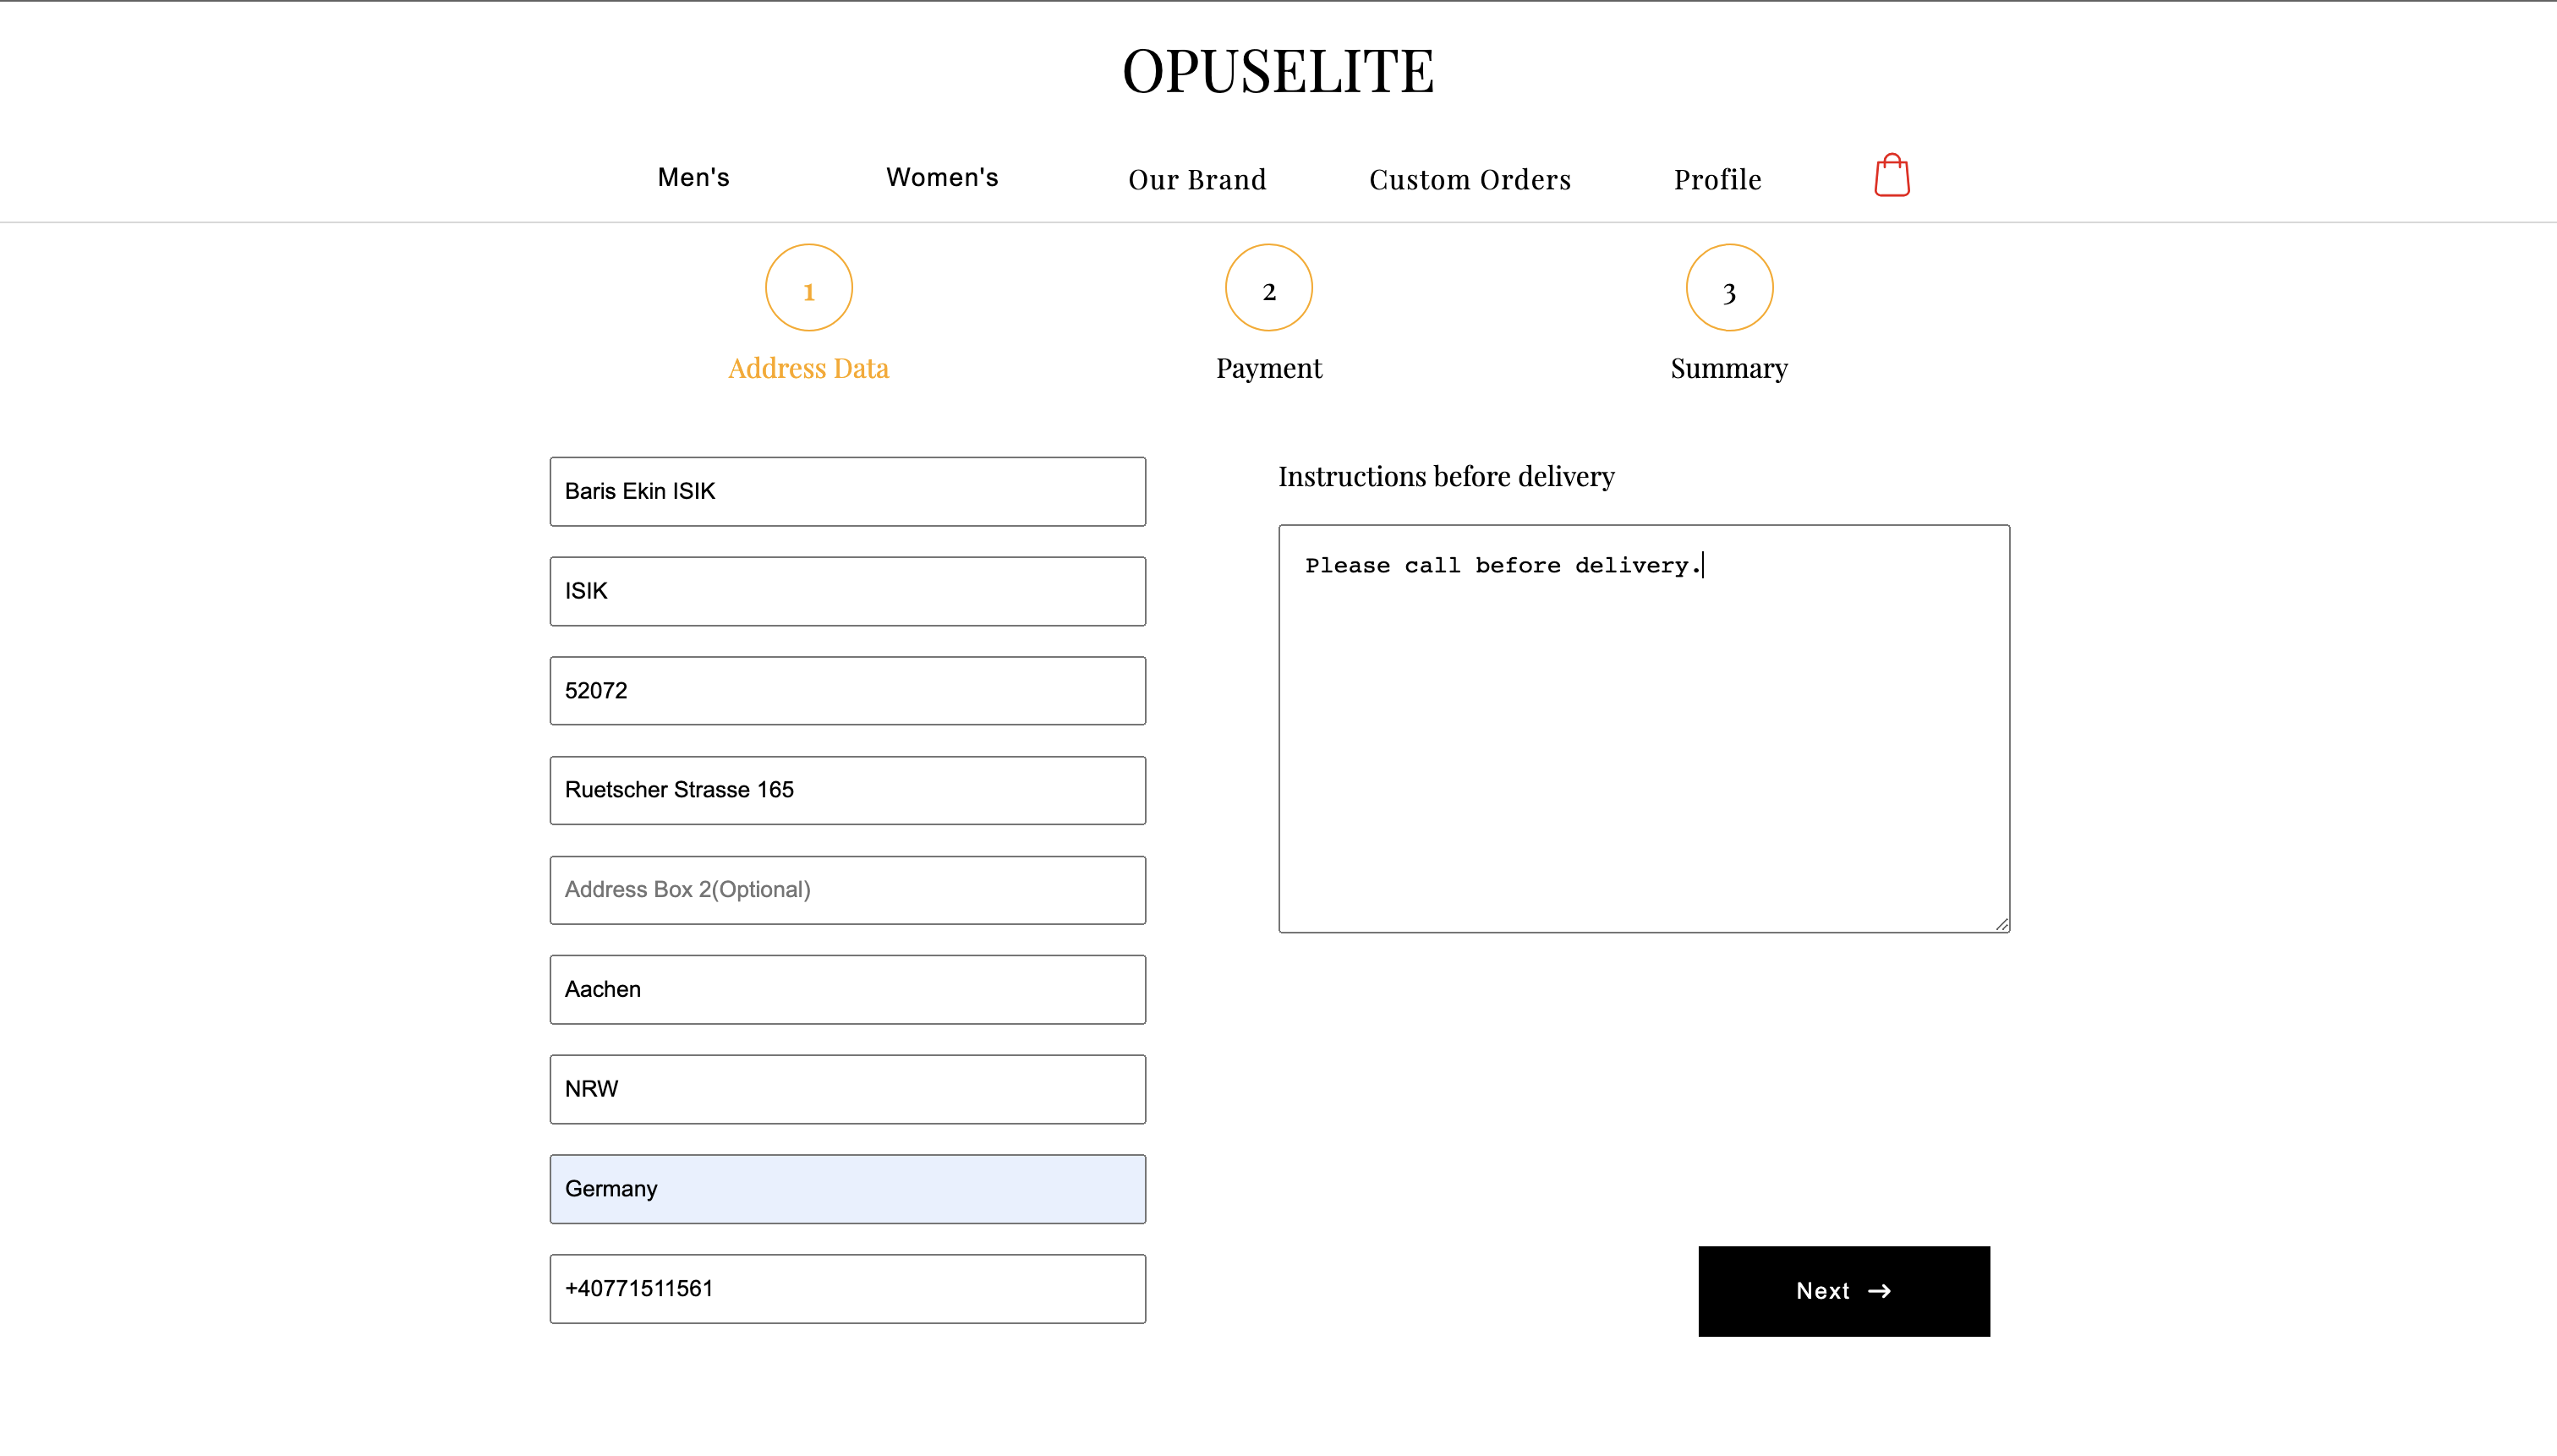 OPUSELITE
Men's Women's Our Brand Custom Orders Profile
1 2 3
Address Data Payment Summary
Baris Ekin ISIK
ISIK
52072
Ruetscher Strasse 165
Address Box 2(Optional)
Aachen
NRW
Germany
+40771511561
Instructions before delivery
Please call before delivery.
Next →